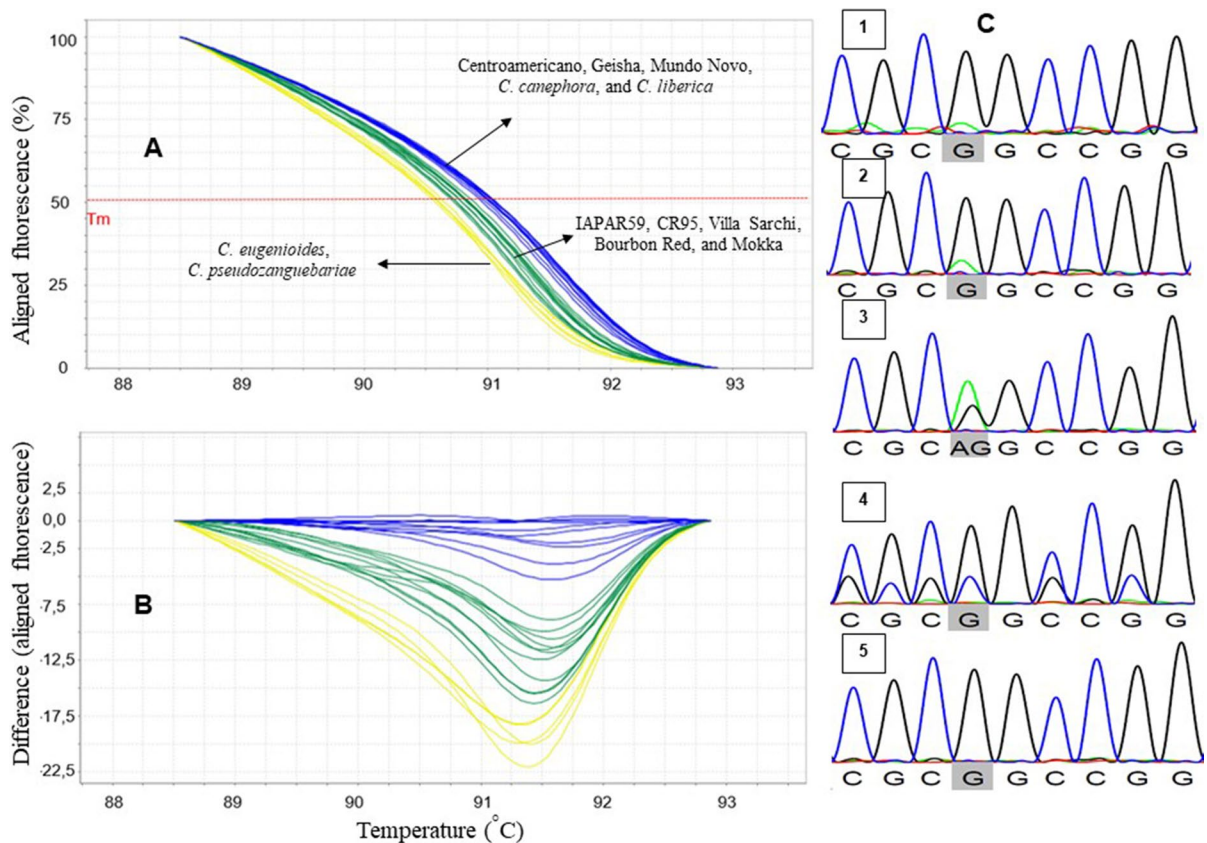 100
75
50
25
0
Aligned fluorescence (%)
A
Tm
Centroamericano, Geisha, Mundo Novo,
C. canephora, and C. liberica
IAPAR59, CR95, Villa Sarchi,
Bourbon Red, and Mokka
C. eugenioides,
C. pseudozanguebariae
88 89 90 91 92 93
2,5
0,0
-2,5
-7,5
-12,5
-17,5
-22,5
Difference (aligned fluorescence)
B
88 89 90 91 92 93
Temperature (°C)
C
1
C G C G G C C G G
2
C G C G G C C G G
3
C G C AG G C C G G
4
C G C G G C C G G
5
C G C G G C C G G